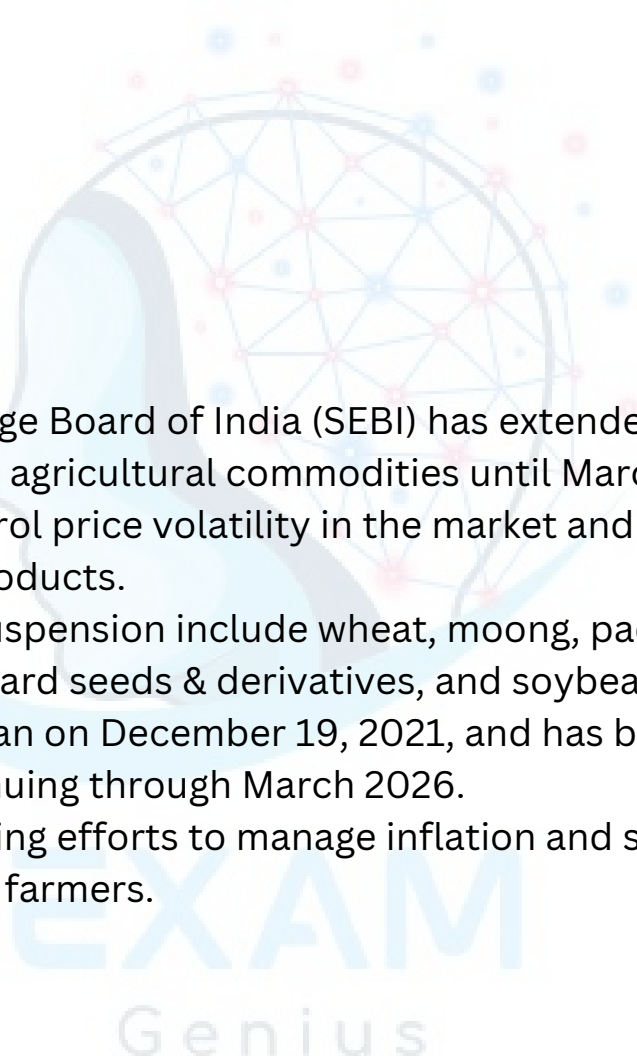 ge Board of India (SEBI) has extende
agricultural commodities until Marc
rol price volatility in the market and
oducts.
uspension include wheat, moong, pad
ard seeds & derivatives, and soybea
an on December 19, 2021, and has b
nuing through March 2026.
ing efforts to manage inflation and s
farmers.
EXAM
Genius